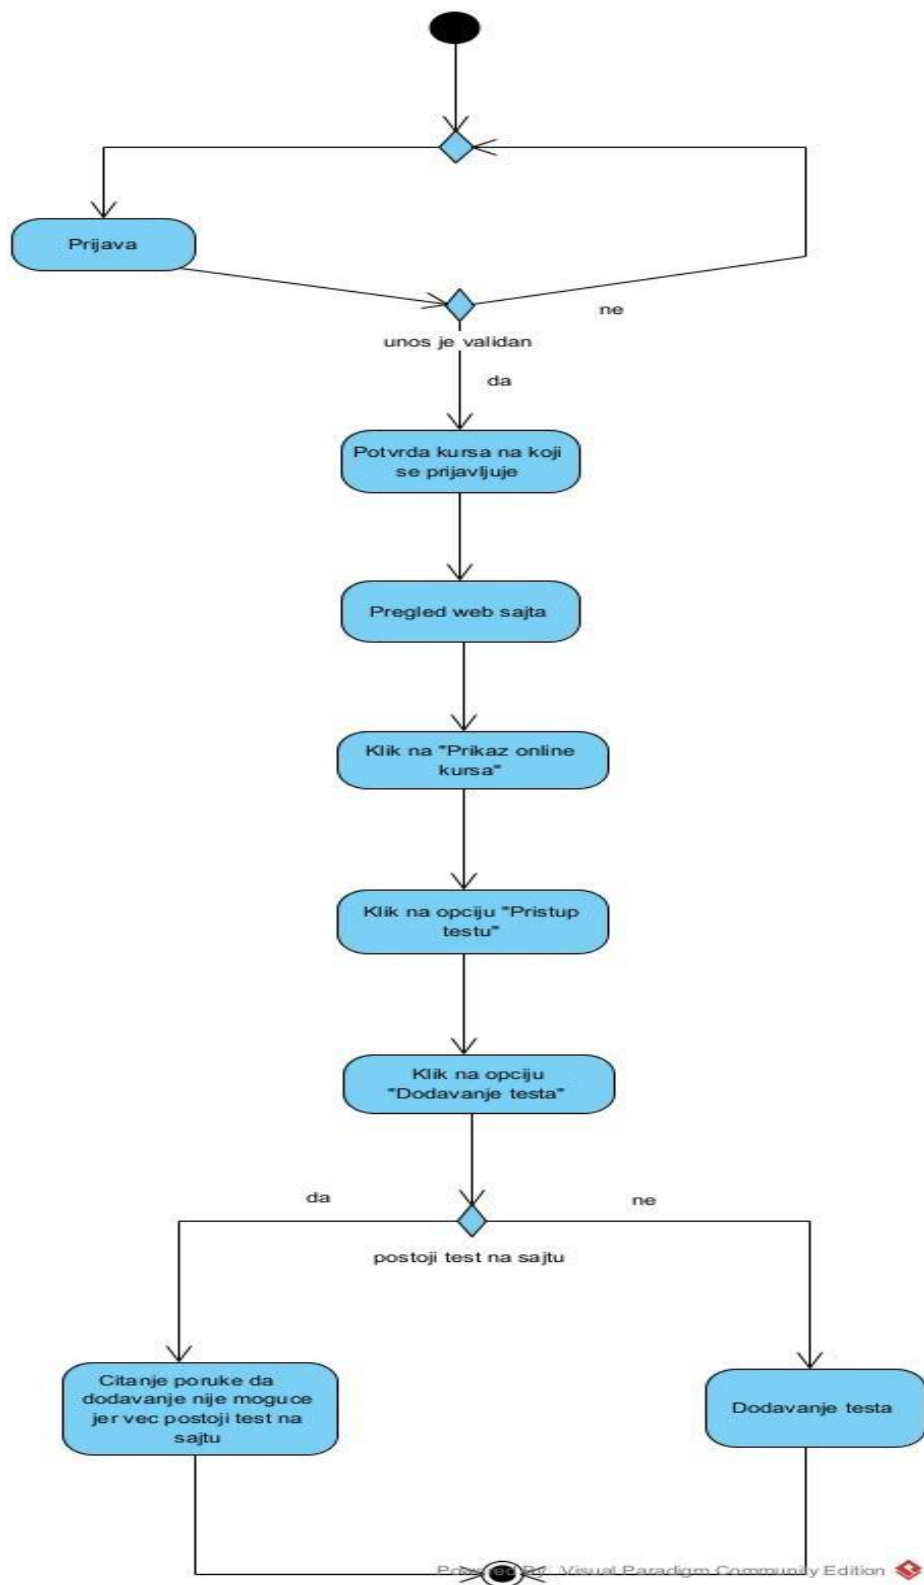 Prijava
ne
unos je validan
da
Potvrda kursa na koji
se prijavljuje
Pregled web sajta
Klik na "Prikaz online
kursa"
Klik na opciju "Pristup
testu"
Klik na opciju
"Dodavanje testa"
da
ne
postoji test na sajtu
Citanje poruke da
dodavanje nije moguce
jer vec postoji test na
sajtu
Dodavanje testa
Powered By Visual Paradigm Community Edition